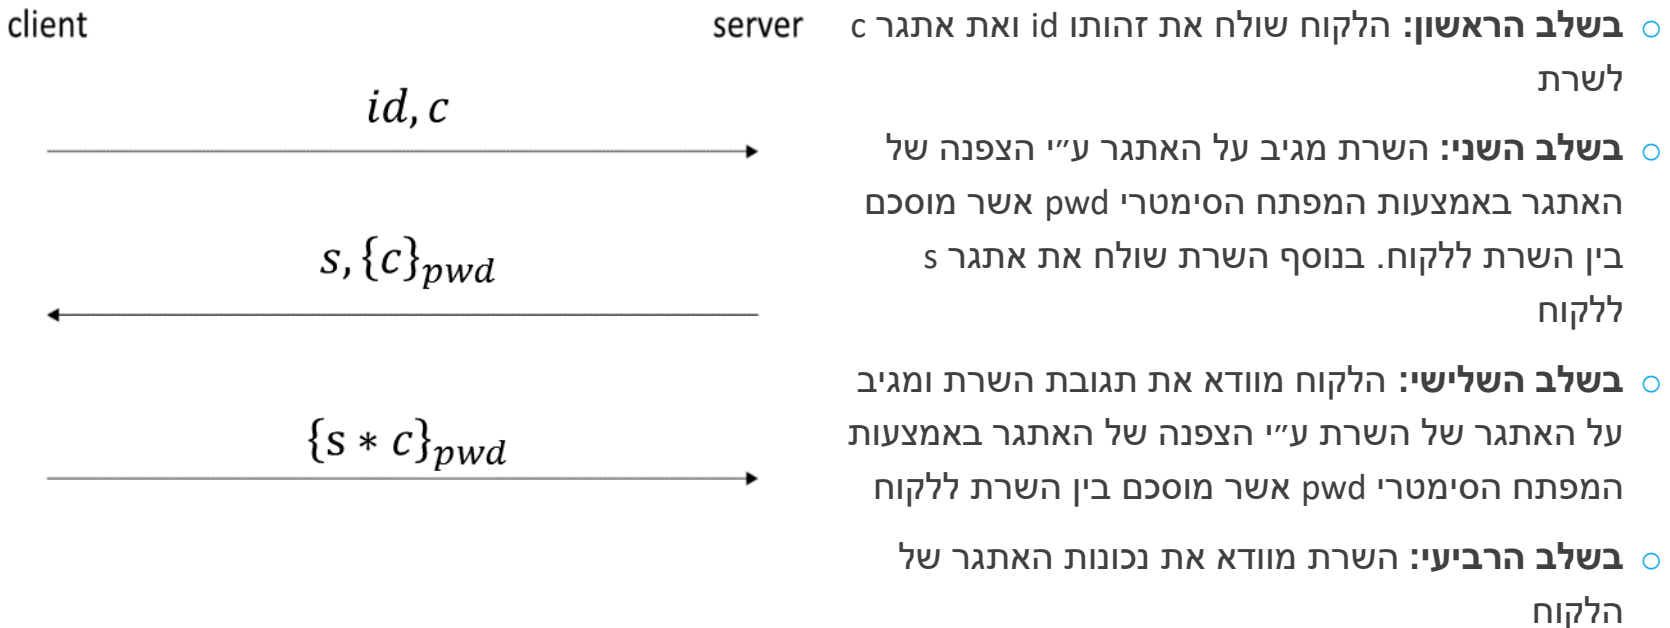 client
server
id, c
s, {c}pwd
{s * c}pwd
בשלב הראשון: הלקוח שולח את זהותו id ואת אתגר c
לשרת
בשלב השני: השרת מגיב על האתגר ע״י הצפנה של
האתגר באמצעות המפתח הסימטרי pwd אשר מוסכם
בין השרת ללקוח. בנוסף השרת שולח את אתגר s
ללקוח
בשלב השלישי: הלקוח מוודא את תגובת השרת ומגיב
על האתגר של השרת ע״י הצפנה של האתגר באמצעות
המפתח הסימטרי pwd אשר מוסכם בין השרת ללקוח
בשלב הרביעי: השרת מוודא את נכונות האתגר של
הלקוח